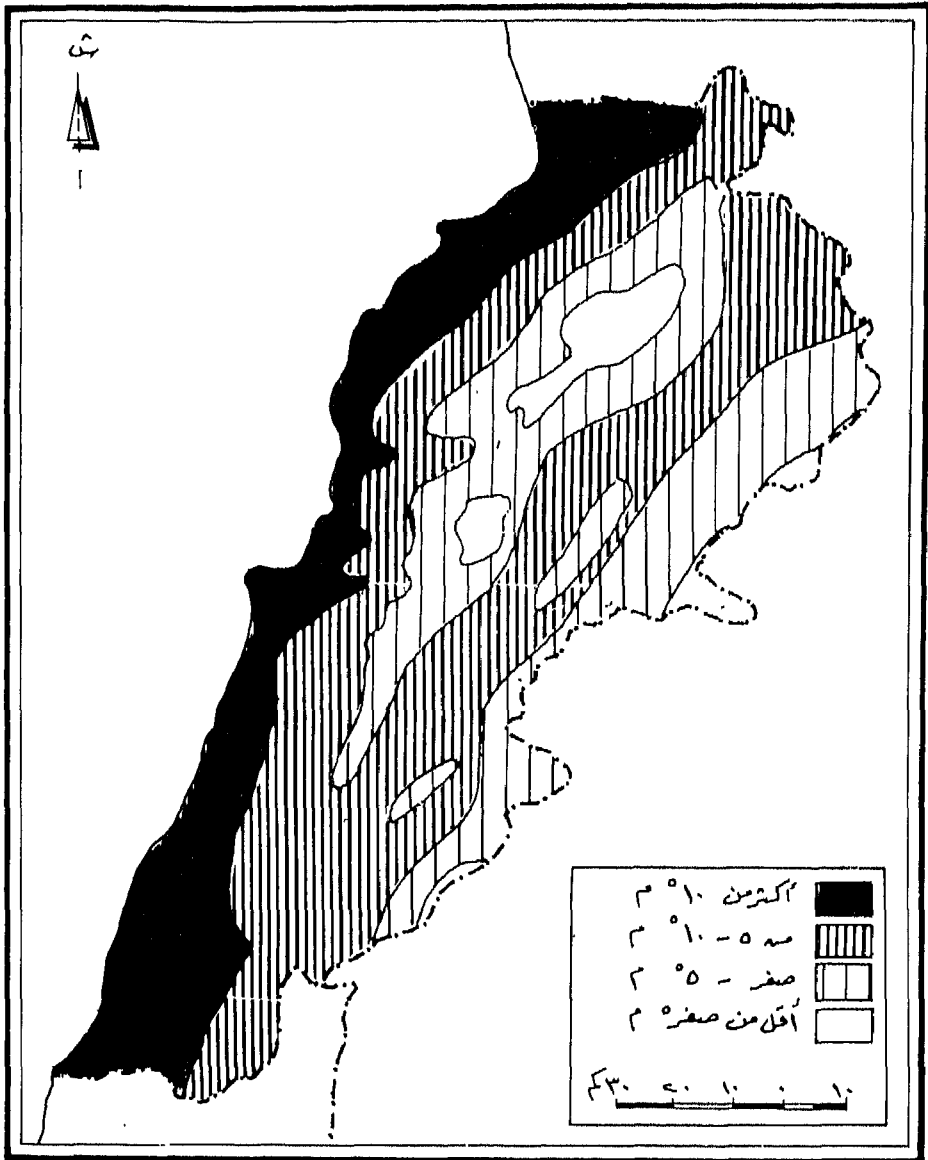 ش
أكثر من ١٠° م
من ٥ - ١٠° م
صفر - ٥° م
أقل من صفر° م
٣٠كم ٢٠ ١٠ ٠ ١٠